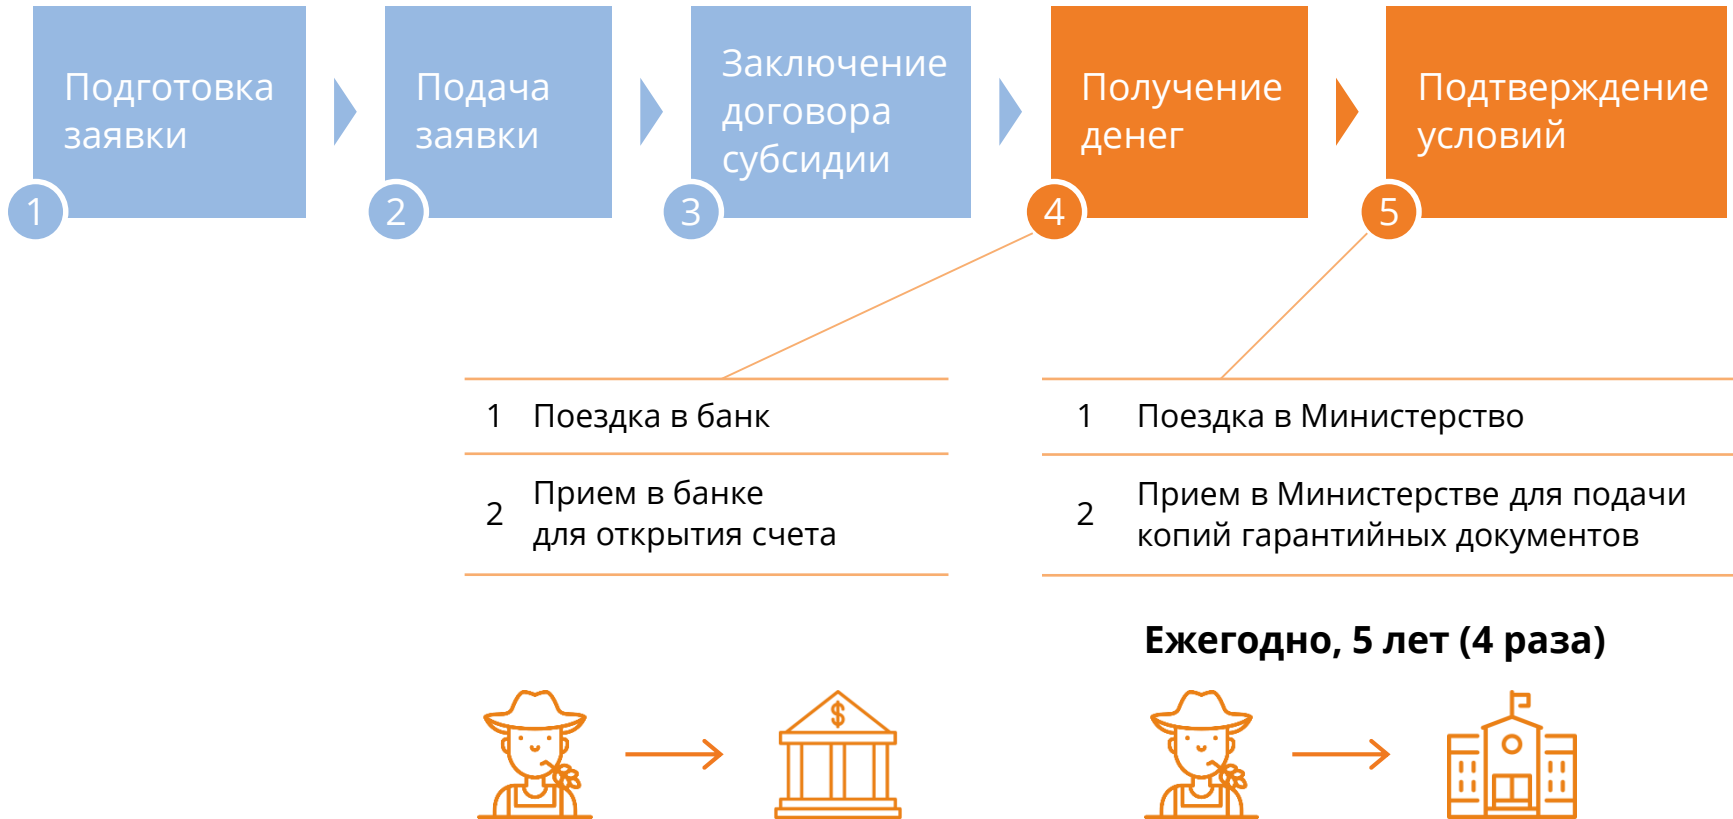 Подготовка
заявки
1
Подача
заявки
2
Заключение
договора
субсидии
3
Получение
денег
4
Подтверждение
условий
5
1 Поездка в банк
2 Прием в банке
для открытия счета
1 Поездка в Министерство
2 Прием в Министерстве для подачи
копий гарантийных документов
Ежегодно, 5 лет (4 раза)
$